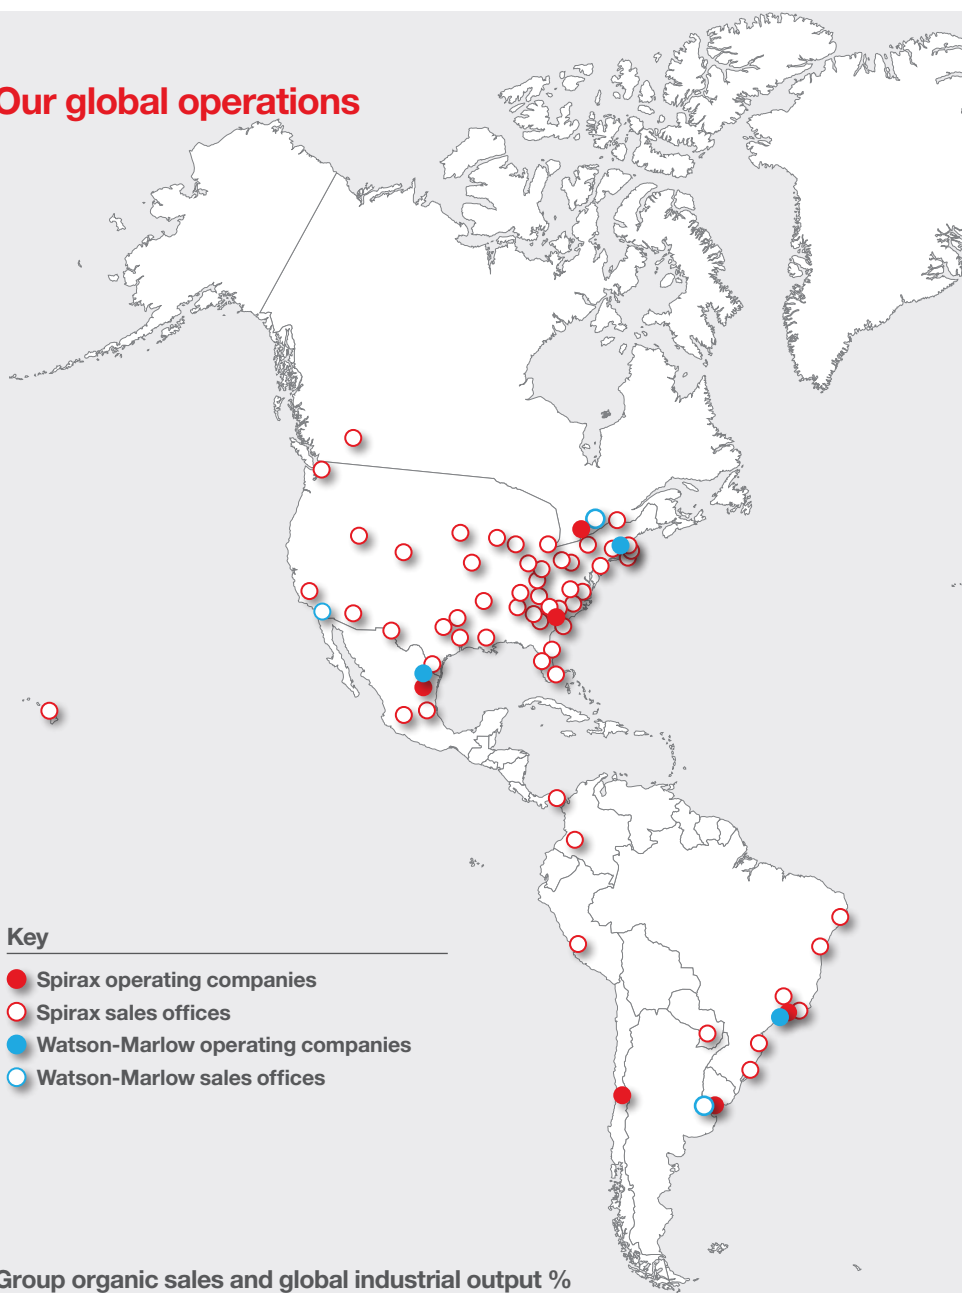 Our global operations
Key
Spirax operating companies
Spirax sales offices
Watson-Marlow operating companies
Watson-Marlow sales offices
Group organic sales and global industrial output %